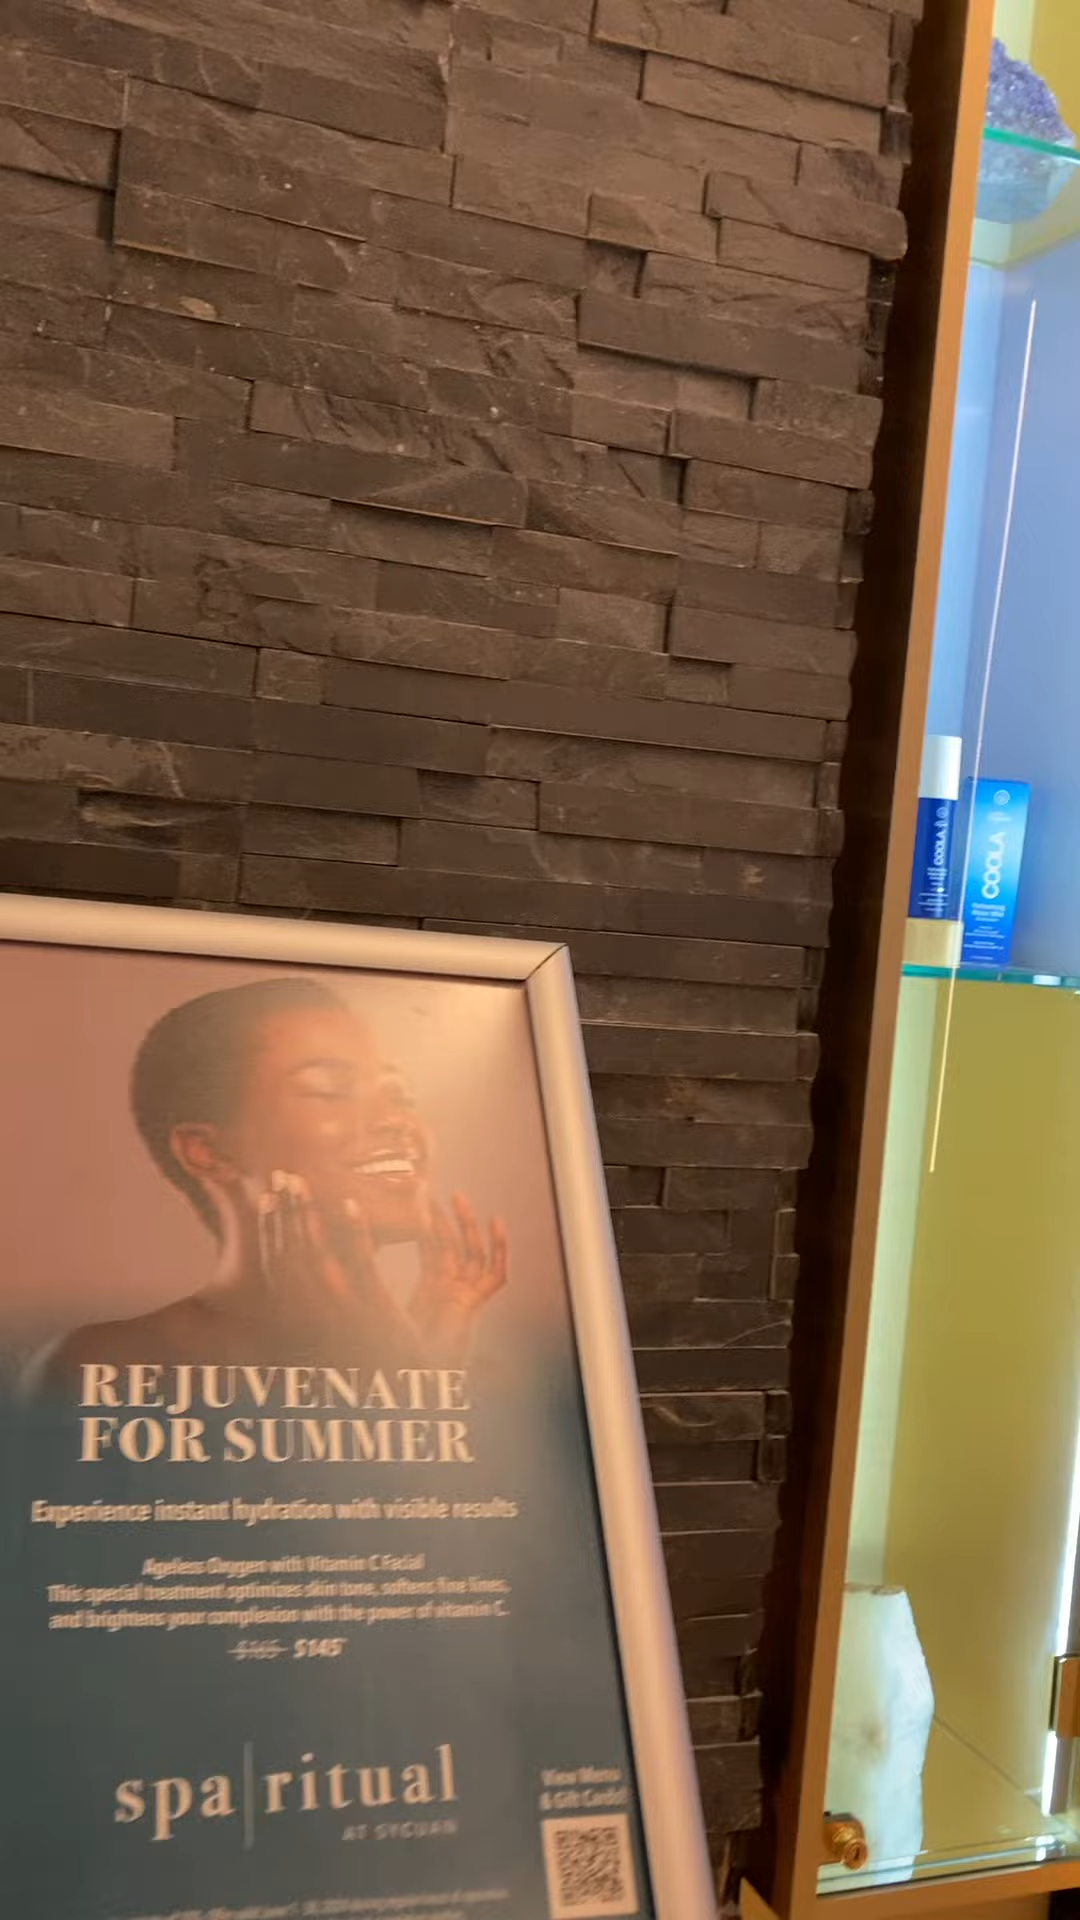 REJUVENATE
FOR SUMMER
Experience instant hydration with visible results
Ageless Oxygen with Vitamin C Facial
This special treatment optimizes skin tone, softens fine lines,
and brightens your complexion with the power of vitamin C.
$165 $145
spa|ritual
AT SYCUAN
View Menu
& Gift Cards!
COOLA
COOLA